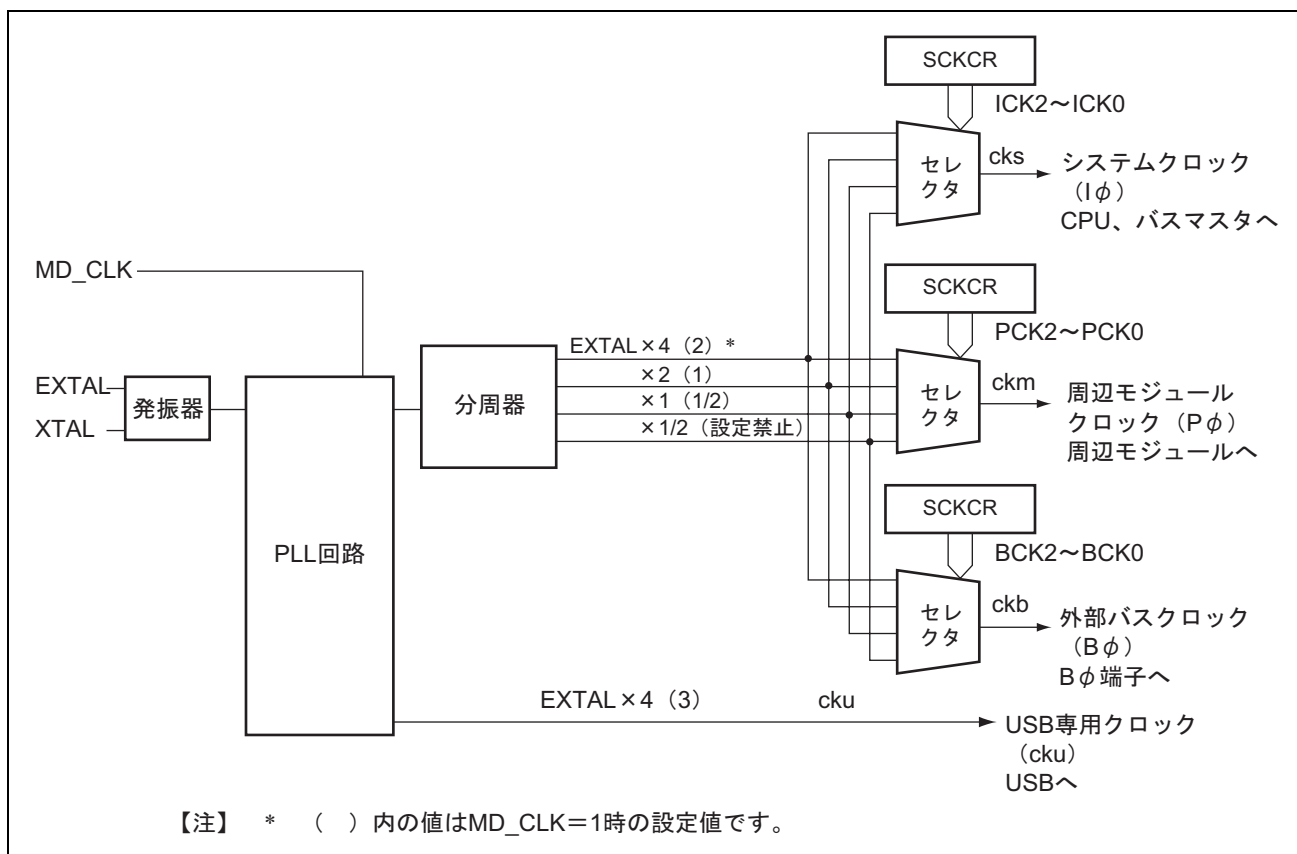 SCKCR
ICK2～ICK0
セレ
クタ
cks
システムクロック
（Iφ）
CPU、バスマスタへ
MD_CLK
SCKCR
PCK2～PCK0
EXTAL
XTAL
発振器
PLL回路
分周器
EXTAL×4（2）*
×2（1）
×1（1/2）
×1/2（設定禁止）
セレ
クタ
ckm
周辺モジュール
クロック（Pφ）
周辺モジュールへ
SCKCR
BCK2～BCK0
セレ
クタ
ckb
外部バスクロック
（Bφ）
Bφ端子へ
EXTAL×4（3）
cku
USB専用クロック
（cku）
USBへ
【注】 * （ ）内の値はMD_CLK＝1時の設定値です。